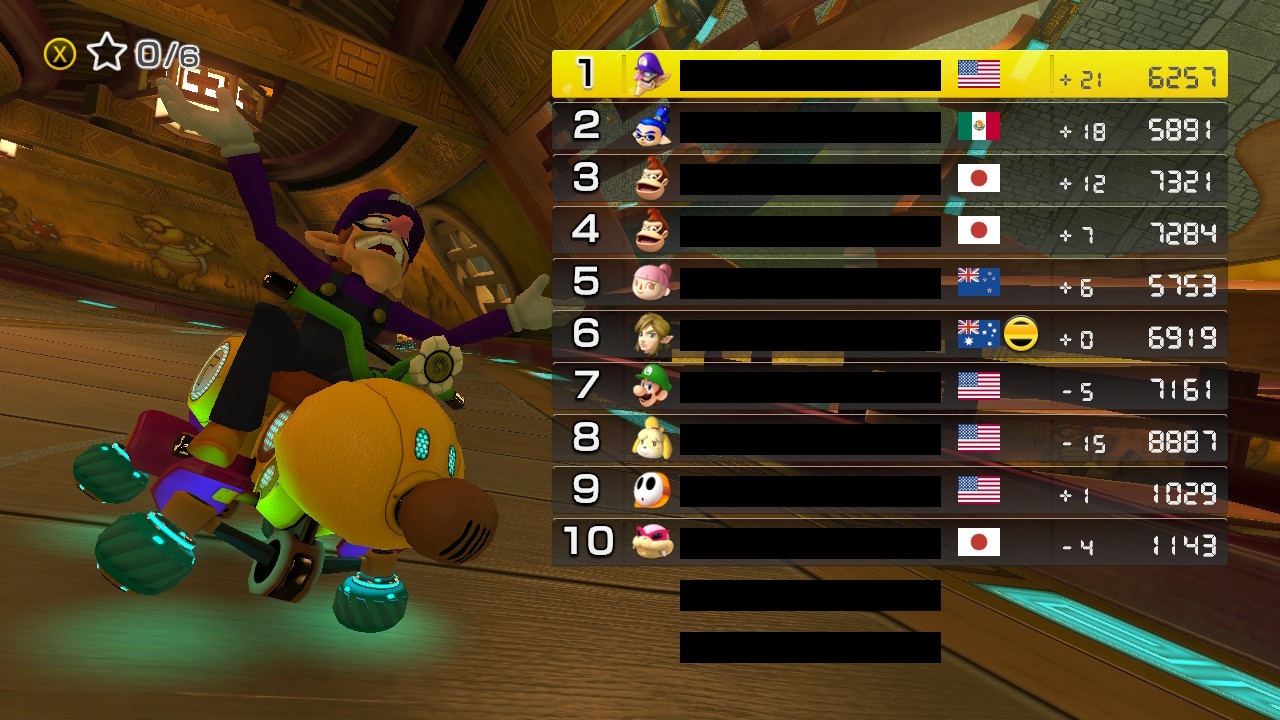 X 0/6
1 + 21 6257
2 + 18 5891
3 + 12 7321
4 + 7 7284
5 + 6 5753
6 + 0 6919
7 - 5 7161
8 - 15 8887
9 + 1 1029
10 - 4 1143